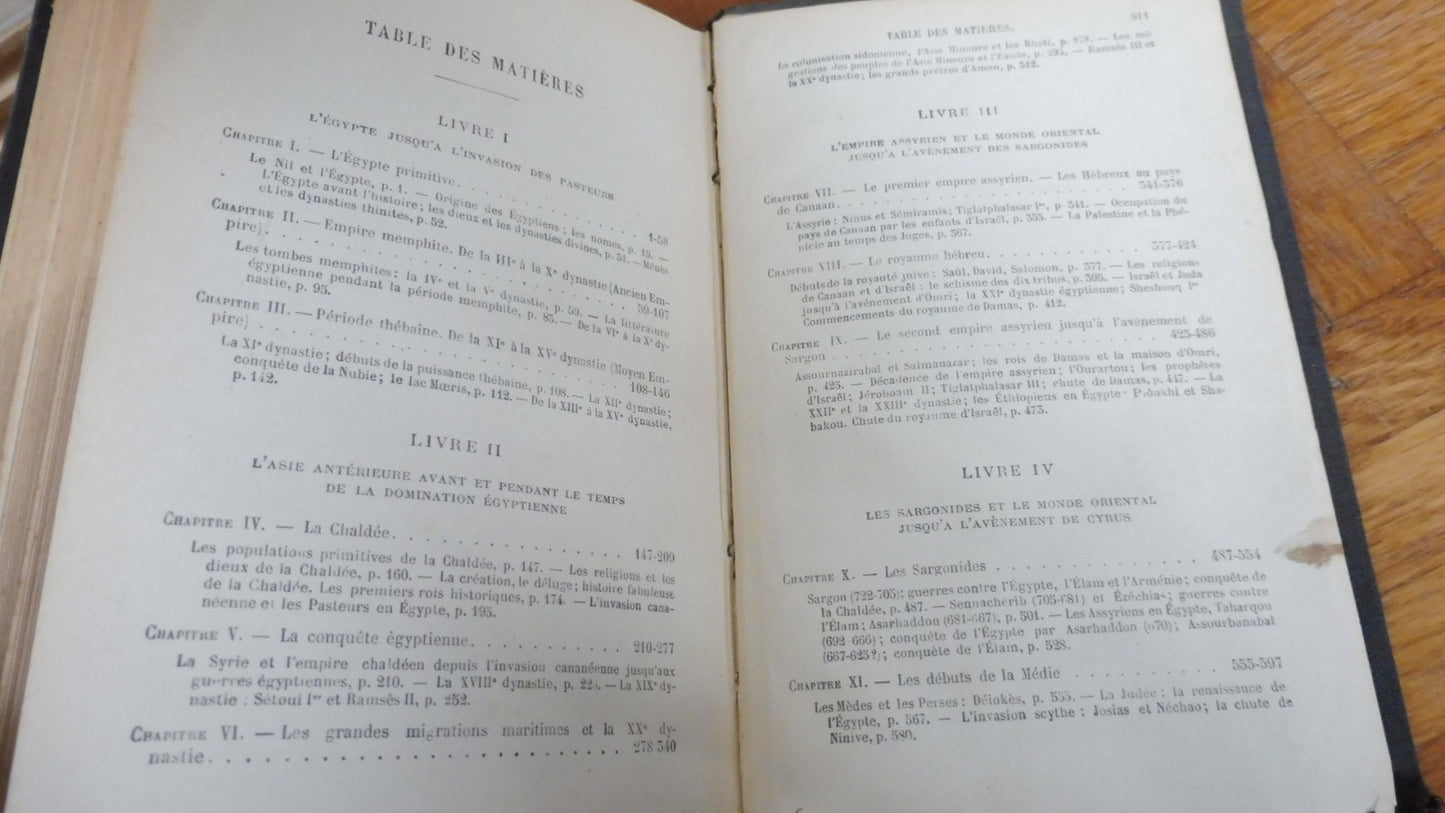 TABLE DES MATIÈRES
LIVRE I
L'ÉGYPTE JUSQU'A L'INVASION DES PASTEURS
CHAPITRE I. — L'Égypte primitive. . . . . . . . . . . . . . 1-58
Le Nil et l'Égypte, p. 1. — Origine des Égyptiens; les nomes, p. 15. —
L'Égypte avant l'histoire; les dieux et les dynasties divines, p. 31. — Ménès
et les dynasties thinites, p. 52.
CHAPITRE II. — Empire memphite. De la IIIe à la Xe dynastie (Ancien Em-
pire). . . . . . . . . . . . . . . . . . . . 59-107
Les tombes memphites: la IVe et la Ve dynastie, p. 59. — La littérature
égyptienne pendant la période memphite, p. 85. — De la VIe à la Xe dy-
nastie, p. 95.
CHAPITRE III. — Période thébaine. De la XIe à la XVe dynastie (Moyen Em-
pire) . . . . . . . . . . . . . . . . . . . . 108-146
La XIe dynastie; débuts de la puissance thébaine, p. 108. — La XIIe dynastie;
conquête de la Nubie; le lac Mœris, p. 112. — De la XIIIe à la XVe dynastie,
p. 142.
LIVRE II
L'ASIE ANTÉRIEURE AVANT ET PENDANT LE TEMPS
DE LA DOMINATION ÉGYPTIENNE
CHAPITRE IV. — La Chaldée. . . . . . . . . . . . . . . 147-209
Les populations primitives de la Chaldée, p. 147. — Les religions et les
dieux de la Chaldée, p. 160. — La création, le déluge; histoire fabuleuse
de la Chaldée. Les premiers rois historiques, p. 174. — L'invasion cana-
néenne et les Pasteurs en Égypte, p. 195.
CHAPITRE V. — La conquête égyptienne. . . . . . . . . . . 210-277
La Syrie et l'empire chaldéen depuis l'invasion cananéenne jusqu'aux
guerres égyptiennes, p. 210. — La XVIIIe dynastie, p. — La XIXe dy-
nastie : Sétoui Ier et Ramsès II, p. 252.
CHAPITRE VI. — Les grandes migrations maritimes et la XXe dy-
nastie. . . . . . . . . . . . . . . . . . . . 278-340
TABLE DES MATIÈRES. 911
La colonisation sidonienne, l'Asie Mineure et les Khati, p. 278. — Les mi-
grations des peuples de l'Asie Mineure et l'Exode, p. 295. — Ramsès III et
la XXe dynastie; les grands prêtres d'Amon, p. 312.
LIVRE III
L'EMPIRE ASSYRIEN ET LE MONDE ORIENTAL
JUSQU'A L'AVÈNEMENT DES SARGONIDES
CHAPITRE VII. — Le premier empire assyrien. — Les Hébreux au pays
de Canaan. . . . . . . . . . . . . . . . . . . . 341-376
L'Assyrie : Ninus et Sémiramis; Tiglatphalasar Ier, p 341. — Occupation du
pays de Canaan par les enfants d'Israël, p. 355. — La Palestine et la Phé-
nicie au temps des Juges, p. 367.
CHAPITRE VIII. — Le royaume hébreu. . . . . . . . . . . . 377-424
Débuts de la royauté juive : Saül, David, Salomon, p. 377. — Les religions
de Canaan et d'Israël : le schisme des dix tribus, p. 395. — Israël et Juda
jusqu'à l'avènement d'Omri; la XXIe dynastie égyptienne; Sheshouq Ier
Commencements du royaume de Damas, p. 412.
CHAPITRE IX. — Le second empire assyrien jusqu'à l'avènement de
Sargon . . . . . . . . . . . . . . . . . . . . 425-486
Assournazirabal et Salmanazar; les rois de Damas et la maison d'Omri,
p. 425. — Décadence de l'empire assyrien; l'Ourartou; les prophètes
d'Israël; Jéroboam II; Tiglatphalasar III; chute de Damas, p. 447. — La
XXIIe et la XXIIIe dynastie; les Éthiopiens en Égypte: Piônkhi et Sha-
bakou. Chute du royaume d'Israël, p. 473.
LIVRE IV
LES SARGONIDES ET LE MONDE ORIENTAL
JUSQU'A L'AVÈNEMENT DE CYRUS
CHAPITRE X. — Les Sargonides . . . . . . . . . . . . . . 487-554
Sargon (722-705); guerres contre l'Égypte, l'Élam et l'Arménie; conquête de
la Chaldée, p. 487. — Sennacherib (705-681) et Ézéchias; guerres contre
l'Élam; Asarhaddon (681-667), p. 501. — Les Assyriens en Égypte, Taharqou
(692-666); conquête de l'Égypte par Asarhaddon (670); Assourbanabal
(667-625?); conquête de l'Élam, p. 528.
CHAPITRE XI. — Les débuts de la Médie . . . . . . . . . . 555-597
Les Mèdes et les Perses: Déiokès, p. 555. — La Judée: la renaissance de
l'Égypte, p. 567. — L'invasion scythe : Josias et Néchao; la chute de
Ninive, p. 580.